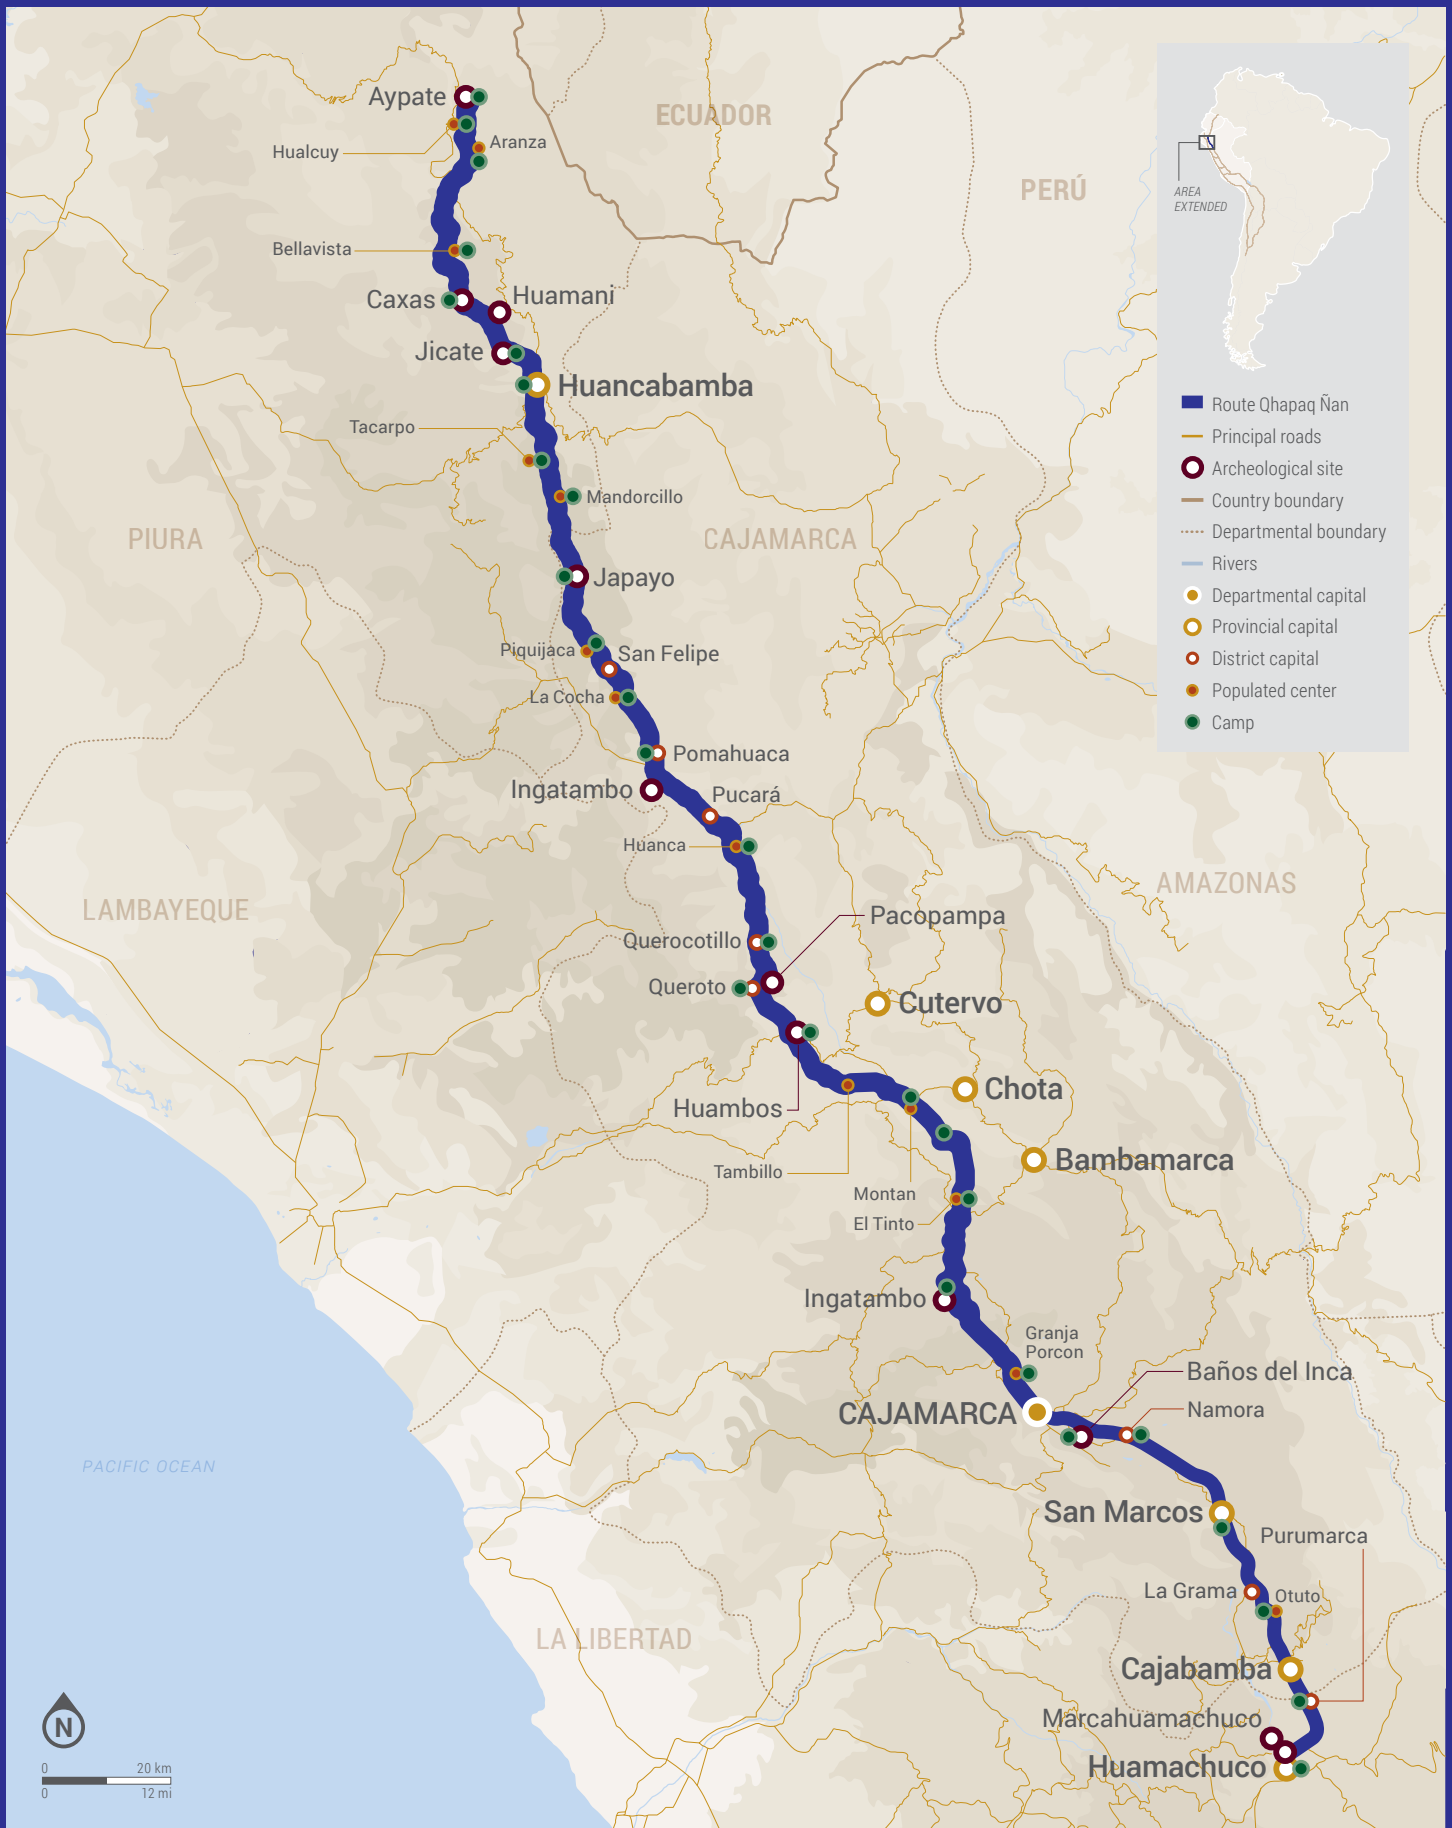 ECUADOR
PERÚ
PIURA
CAJAMARCA
LAMBAYEQUE
AMAZONAS
LA LIBERTAD
PACIFIC OCEAN
Aypate
Hualcuy
Aranza
Bellavista
Caxas
Huamani
Jicate
Huancabamba
Tacarpo
Mandorcillo
Japayo
Piquijaca
San Felipe
La Cocha
Pomahuaca
Ingatambo
Pucará
Huanca
Pacopampa
Querocotillo
Queroto
Cutervo
Chota
Huambos
Bambamarca
Tambillo
Montan
El Tinto
Ingatambo
Granja
Porcon
Baños del Inca
CAJAMARCA
Namora
San Marcos
Purumarca
La Grama
Otuto
Cajabamba
Marcahuamachuco
Huamachuco
AREA
EXTENDED
Route Qhapaq Ñan
Principal roads
Archeological site
Country boundary
Departmental boundary
Rivers
Departmental capital
Provincial capital
District capital
Populated center
Camp
N
0 20 km
0 12 mi